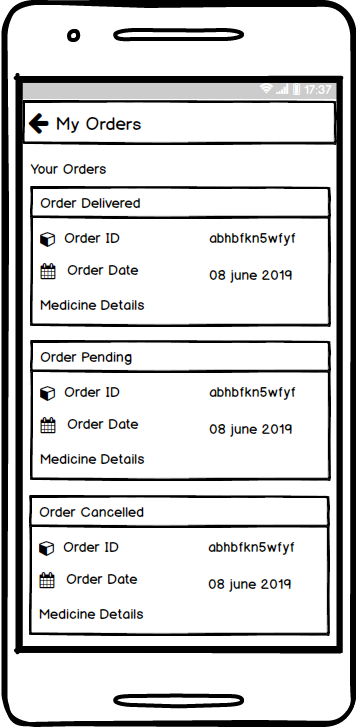 17:37
My Orders
Your Orders
Order Delivered
Order ID abhbfkn5wfyf
Order Date 08 june 2019
Medicine Details
Order Pending
Order ID abhbfkn5wfyf
Order Date 08 june 2019
Medicine Details
Order Cancelled
Order ID abhbfkn5wfyf
Order Date 08 june 2019
Medicine Details